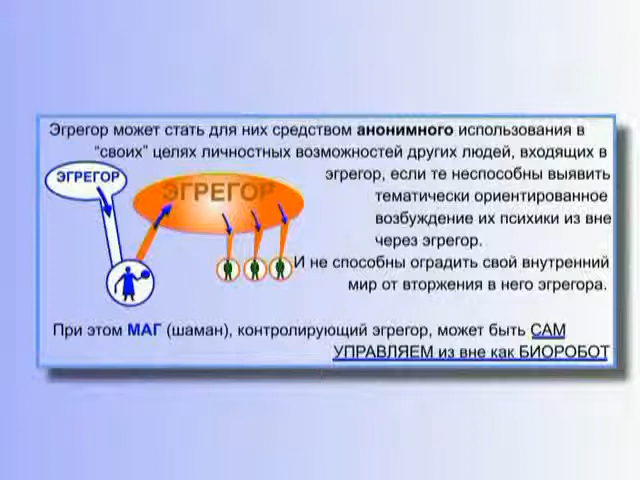 Эгрегор может стать для них средством анонимного использования в
“своих” целях личностных возможностей других людей, входящих в
эгрегор, если те неспособны выявить
тематически ориентированное
возбуждение их психики из вне
через эгрегор.
И не способны оградить свой внутренний
мир от вторжения в него эгрегора.
ЭГРЕГОР
ЭГРЕГОР
При этом МАГ (шаман), контролирующий эгрегор, может быть САМ
УПРАВЛЯЕМ из вне как БИОРОБОТ